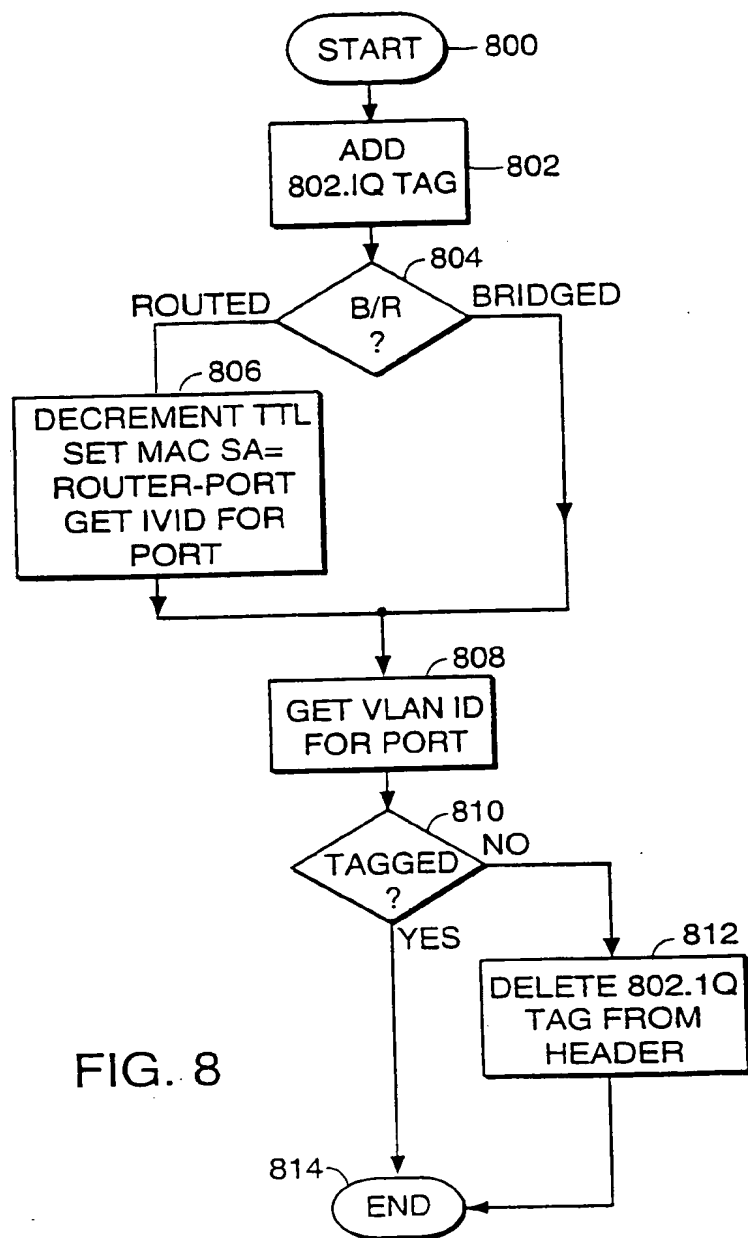 START
800
ADD
802.IQ TAG
802
804
ROUTED
B/R
?
BRIDGED
806
DECREMENT TTL
SET MAC SA=
ROUTER-PORT
GET IVID FOR
PORT
808
GET VLAN ID
FOR PORT
810
TAGGED
?
NO
YES
812
DELETE 802.1Q
TAG FROM
HEADER
FIG. 8
814
END